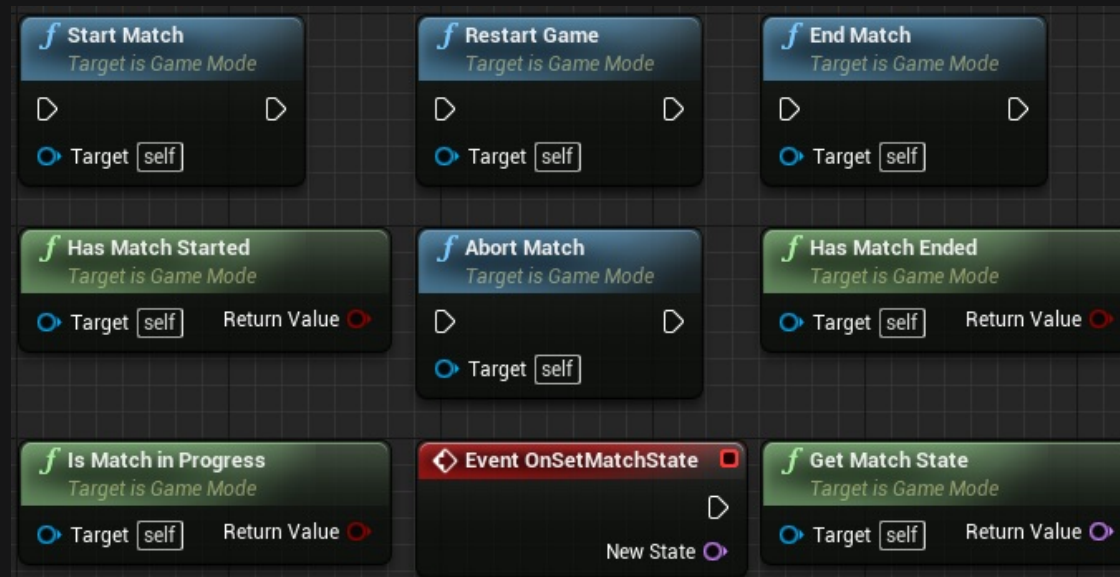 Start Match
Target is Game Mode
Target self
Restart Game
Target is Game Mode
Target self
End Match
Target is Game Mode
Target self
Has Match Started
Target is Game Mode
Target self Return Value
Abort Match
Target is Game Mode
Target self
Has Match Ended
Target is Game Mode
Target self Return Value
Is Match in Progress
Target is Game Mode
Target self Return Value
Event OnSetMatchState
New State
Get Match State
Target is Game Mode
Target self Return Value